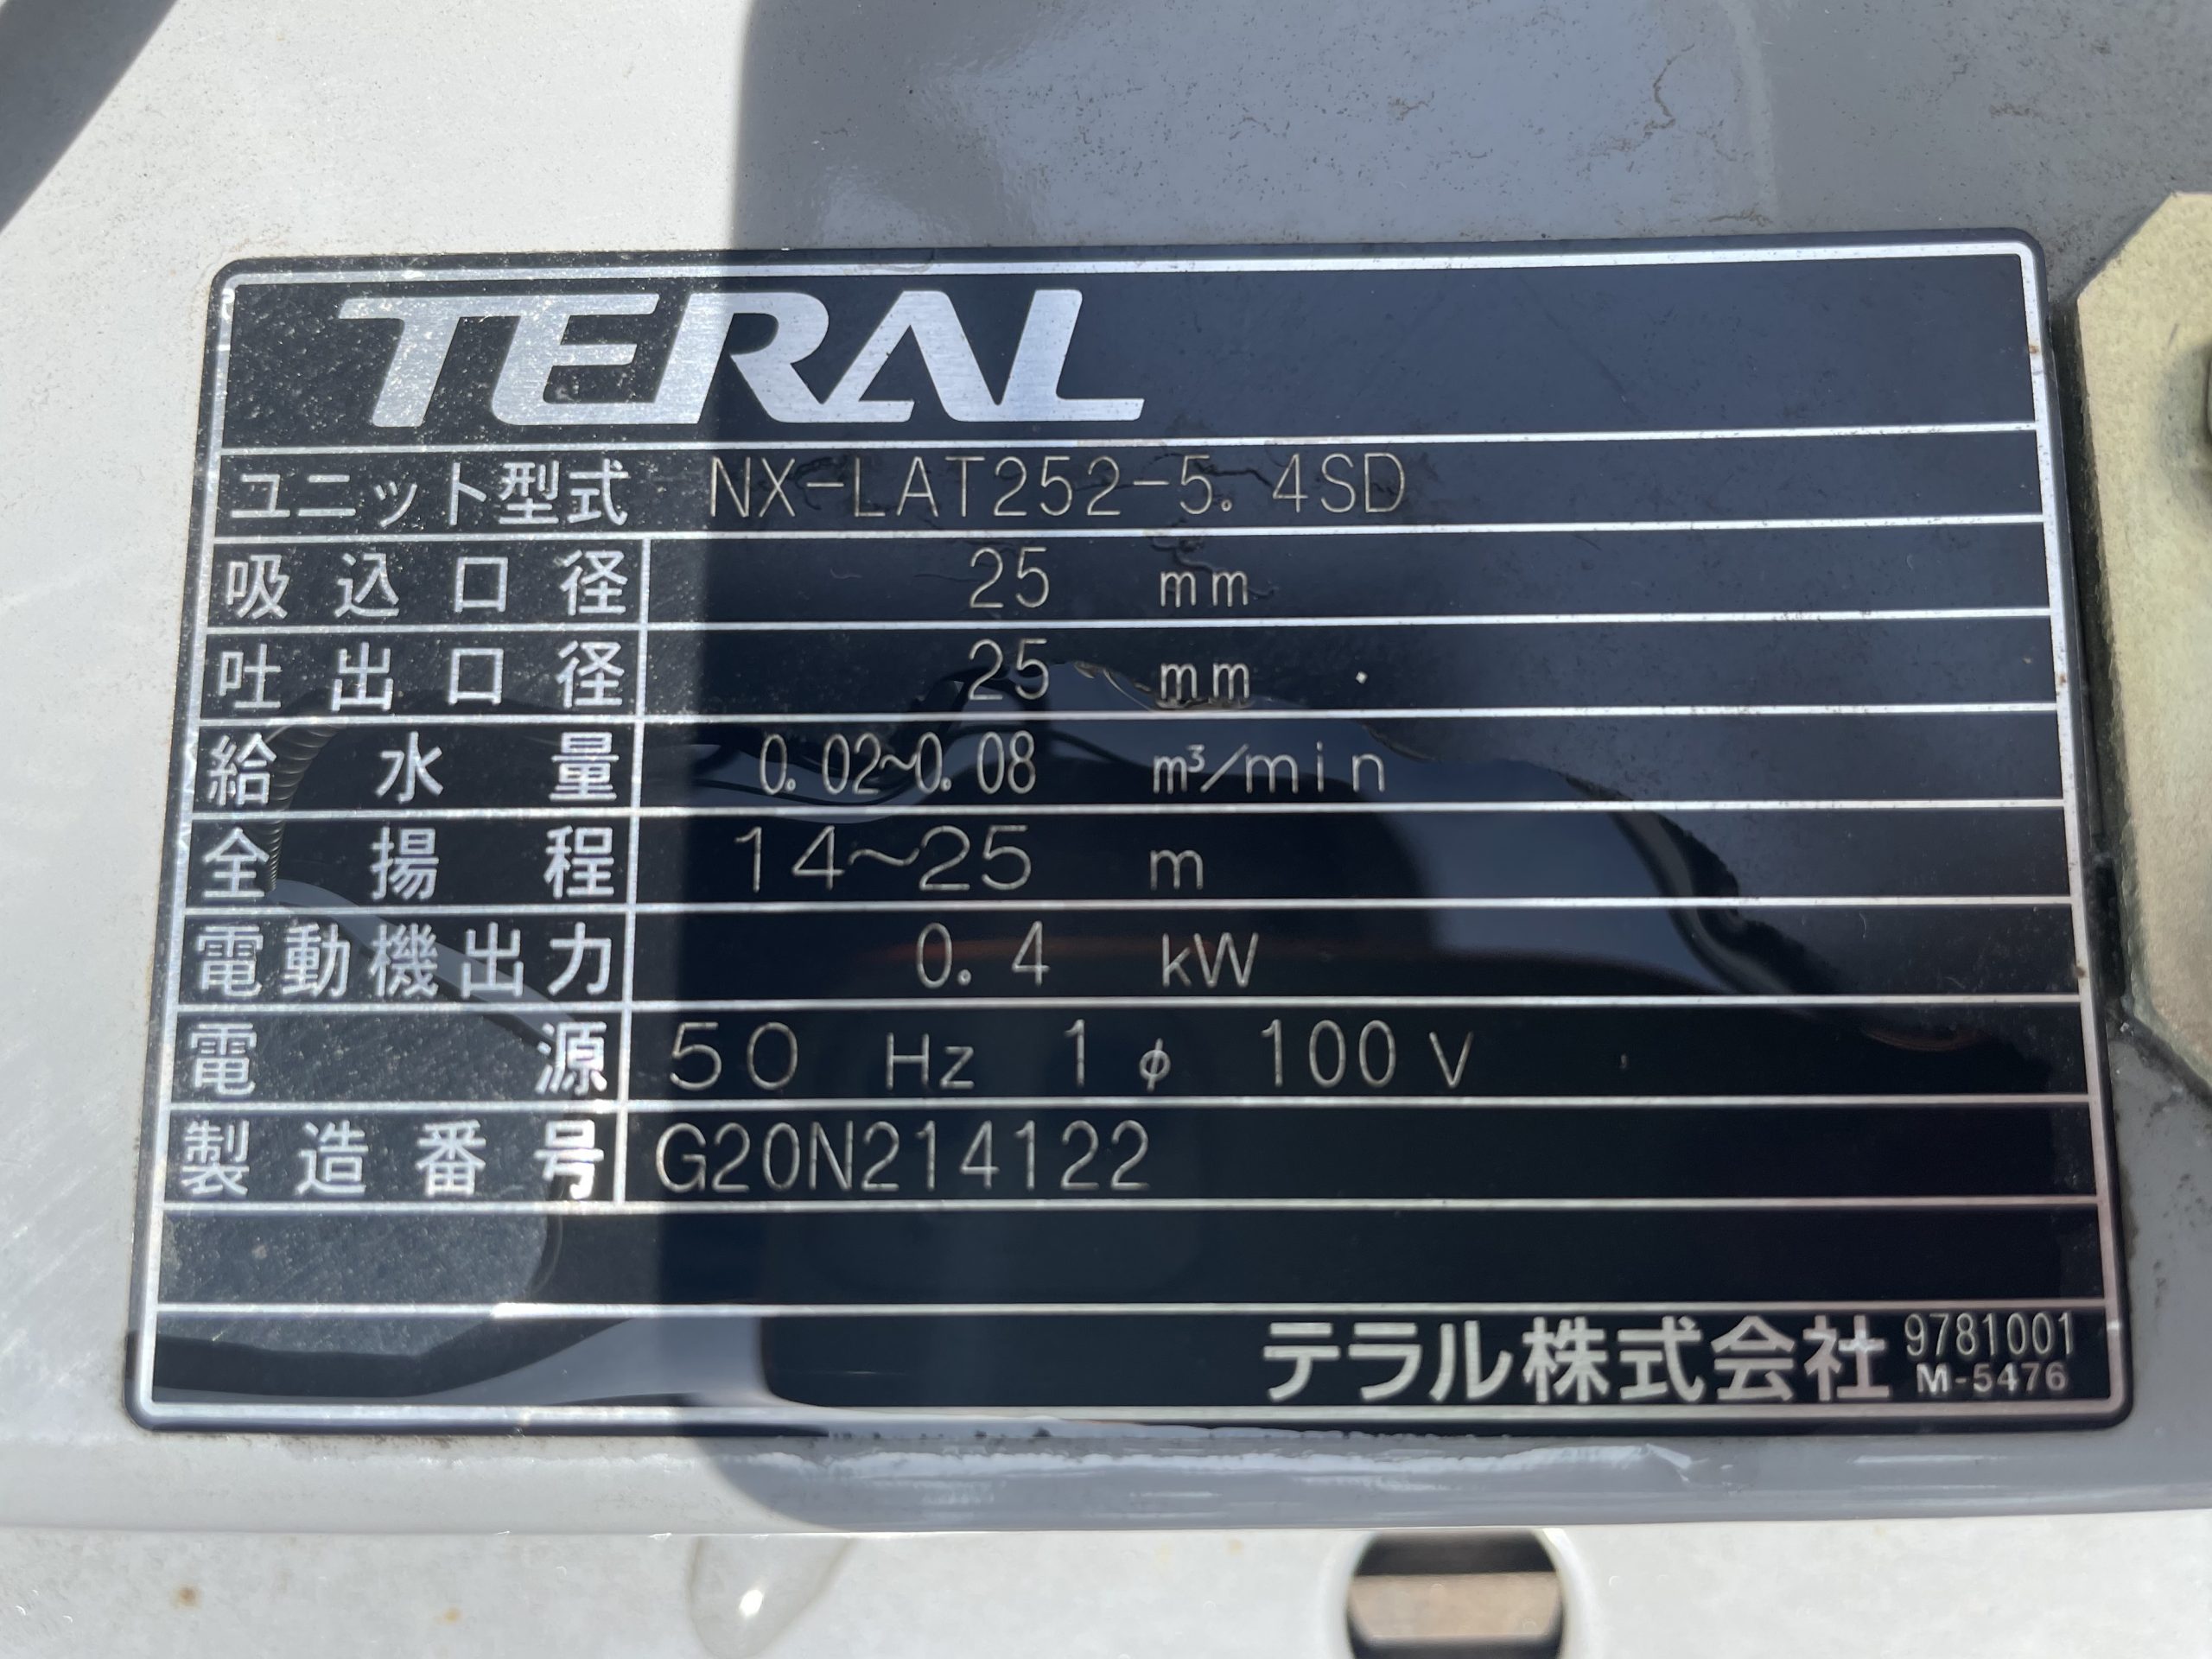 TERAL
ユニット型式 NX-LAT252-5.4SD
吸込口径 25 mm
吐出口径 25 mm
給水量 0.02~0.08 m³/min
全揚程 14~25 m
電動機出力 0.4 kW
電源 50 Hz 1 φ 100 V
製造番号 G20N214122
テラル株式会社 9781001
M-5476